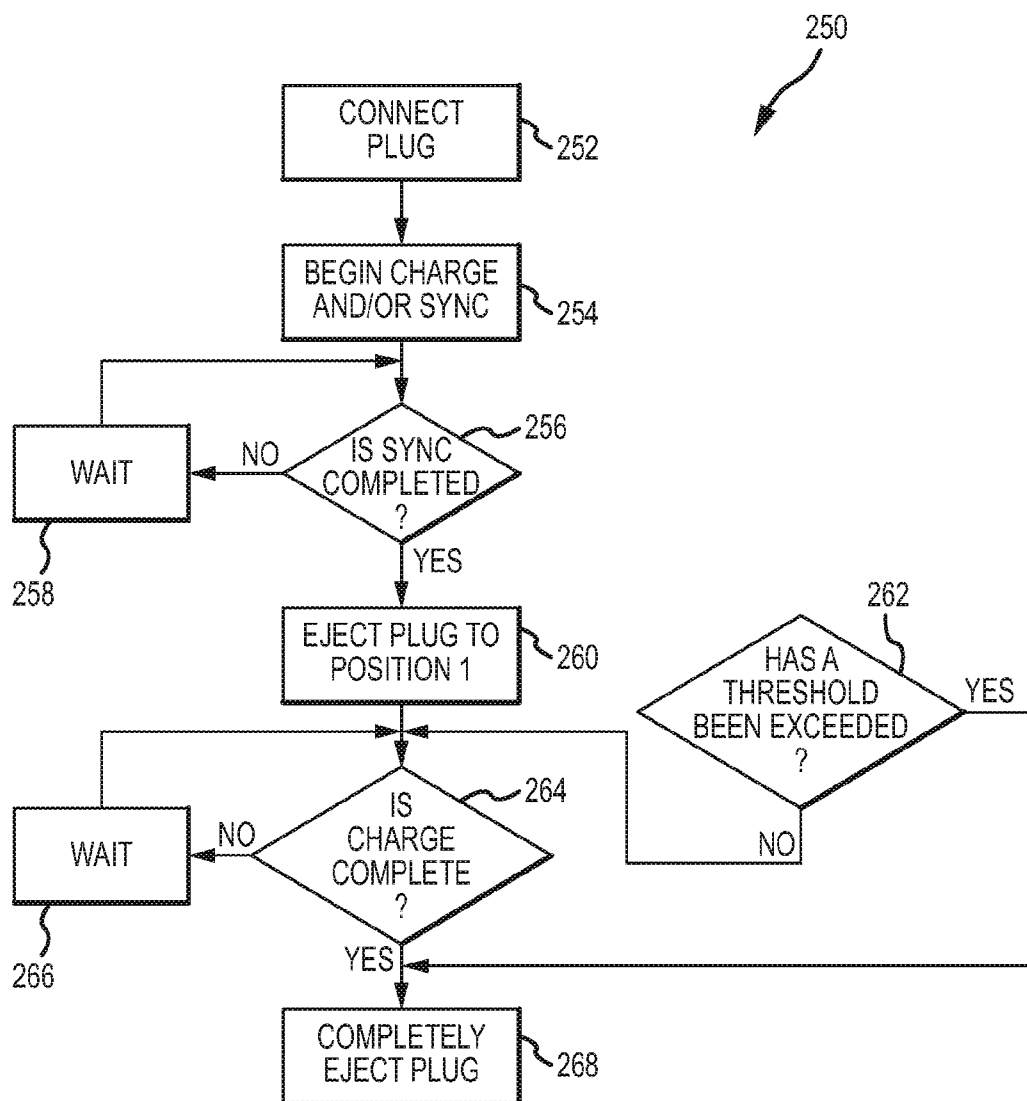 250
CONNECT
PLUG
252
BEGIN CHARGE
AND/OR SYNC
254
256
IS SYNC
COMPLETED
?
NO
WAIT
258
YES
EJECT PLUG TO
POSITION 1
260
262
HAS A
THRESHOLD
BEEN EXCEEDED
?
YES
NO
264
IS
CHARGE
COMPLETE
?
NO
WAIT
266
YES
COMPLETELY
EJECT PLUG
268